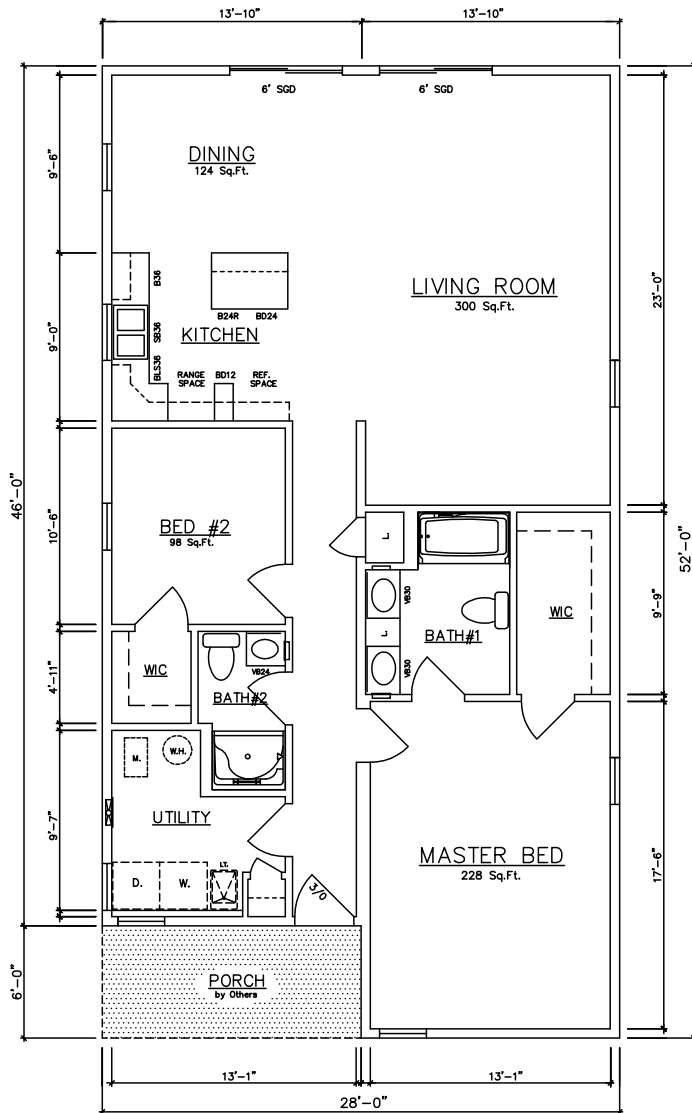 13'-10" 13'-10"
6' SGD 6' SGD
DINING
124 Sq.Ft.
9'-6"
LIVING ROOM
300 Sq.Ft.
23'-0"
B36
B24R BD24
KITCHEN
SB36
9'-0"
BLS36
RANGE SPACE
BD12
REF. SPACE
46'-0"
10'-6"
BED #2
98 Sq.Ft.
L
52'-0"
VB30
WIC
9'-9"
L
BATH#1
VB30
WIC
4'-11"
VB24
BATH#2
M.
W.H.
UTILITY
9'-7"
MASTER BED
228 Sq.Ft.
17'-6"
LT.
D. W.
3/0
PORCH
by Others
6'-0"
13'-1" 13'-1"
28'-0"